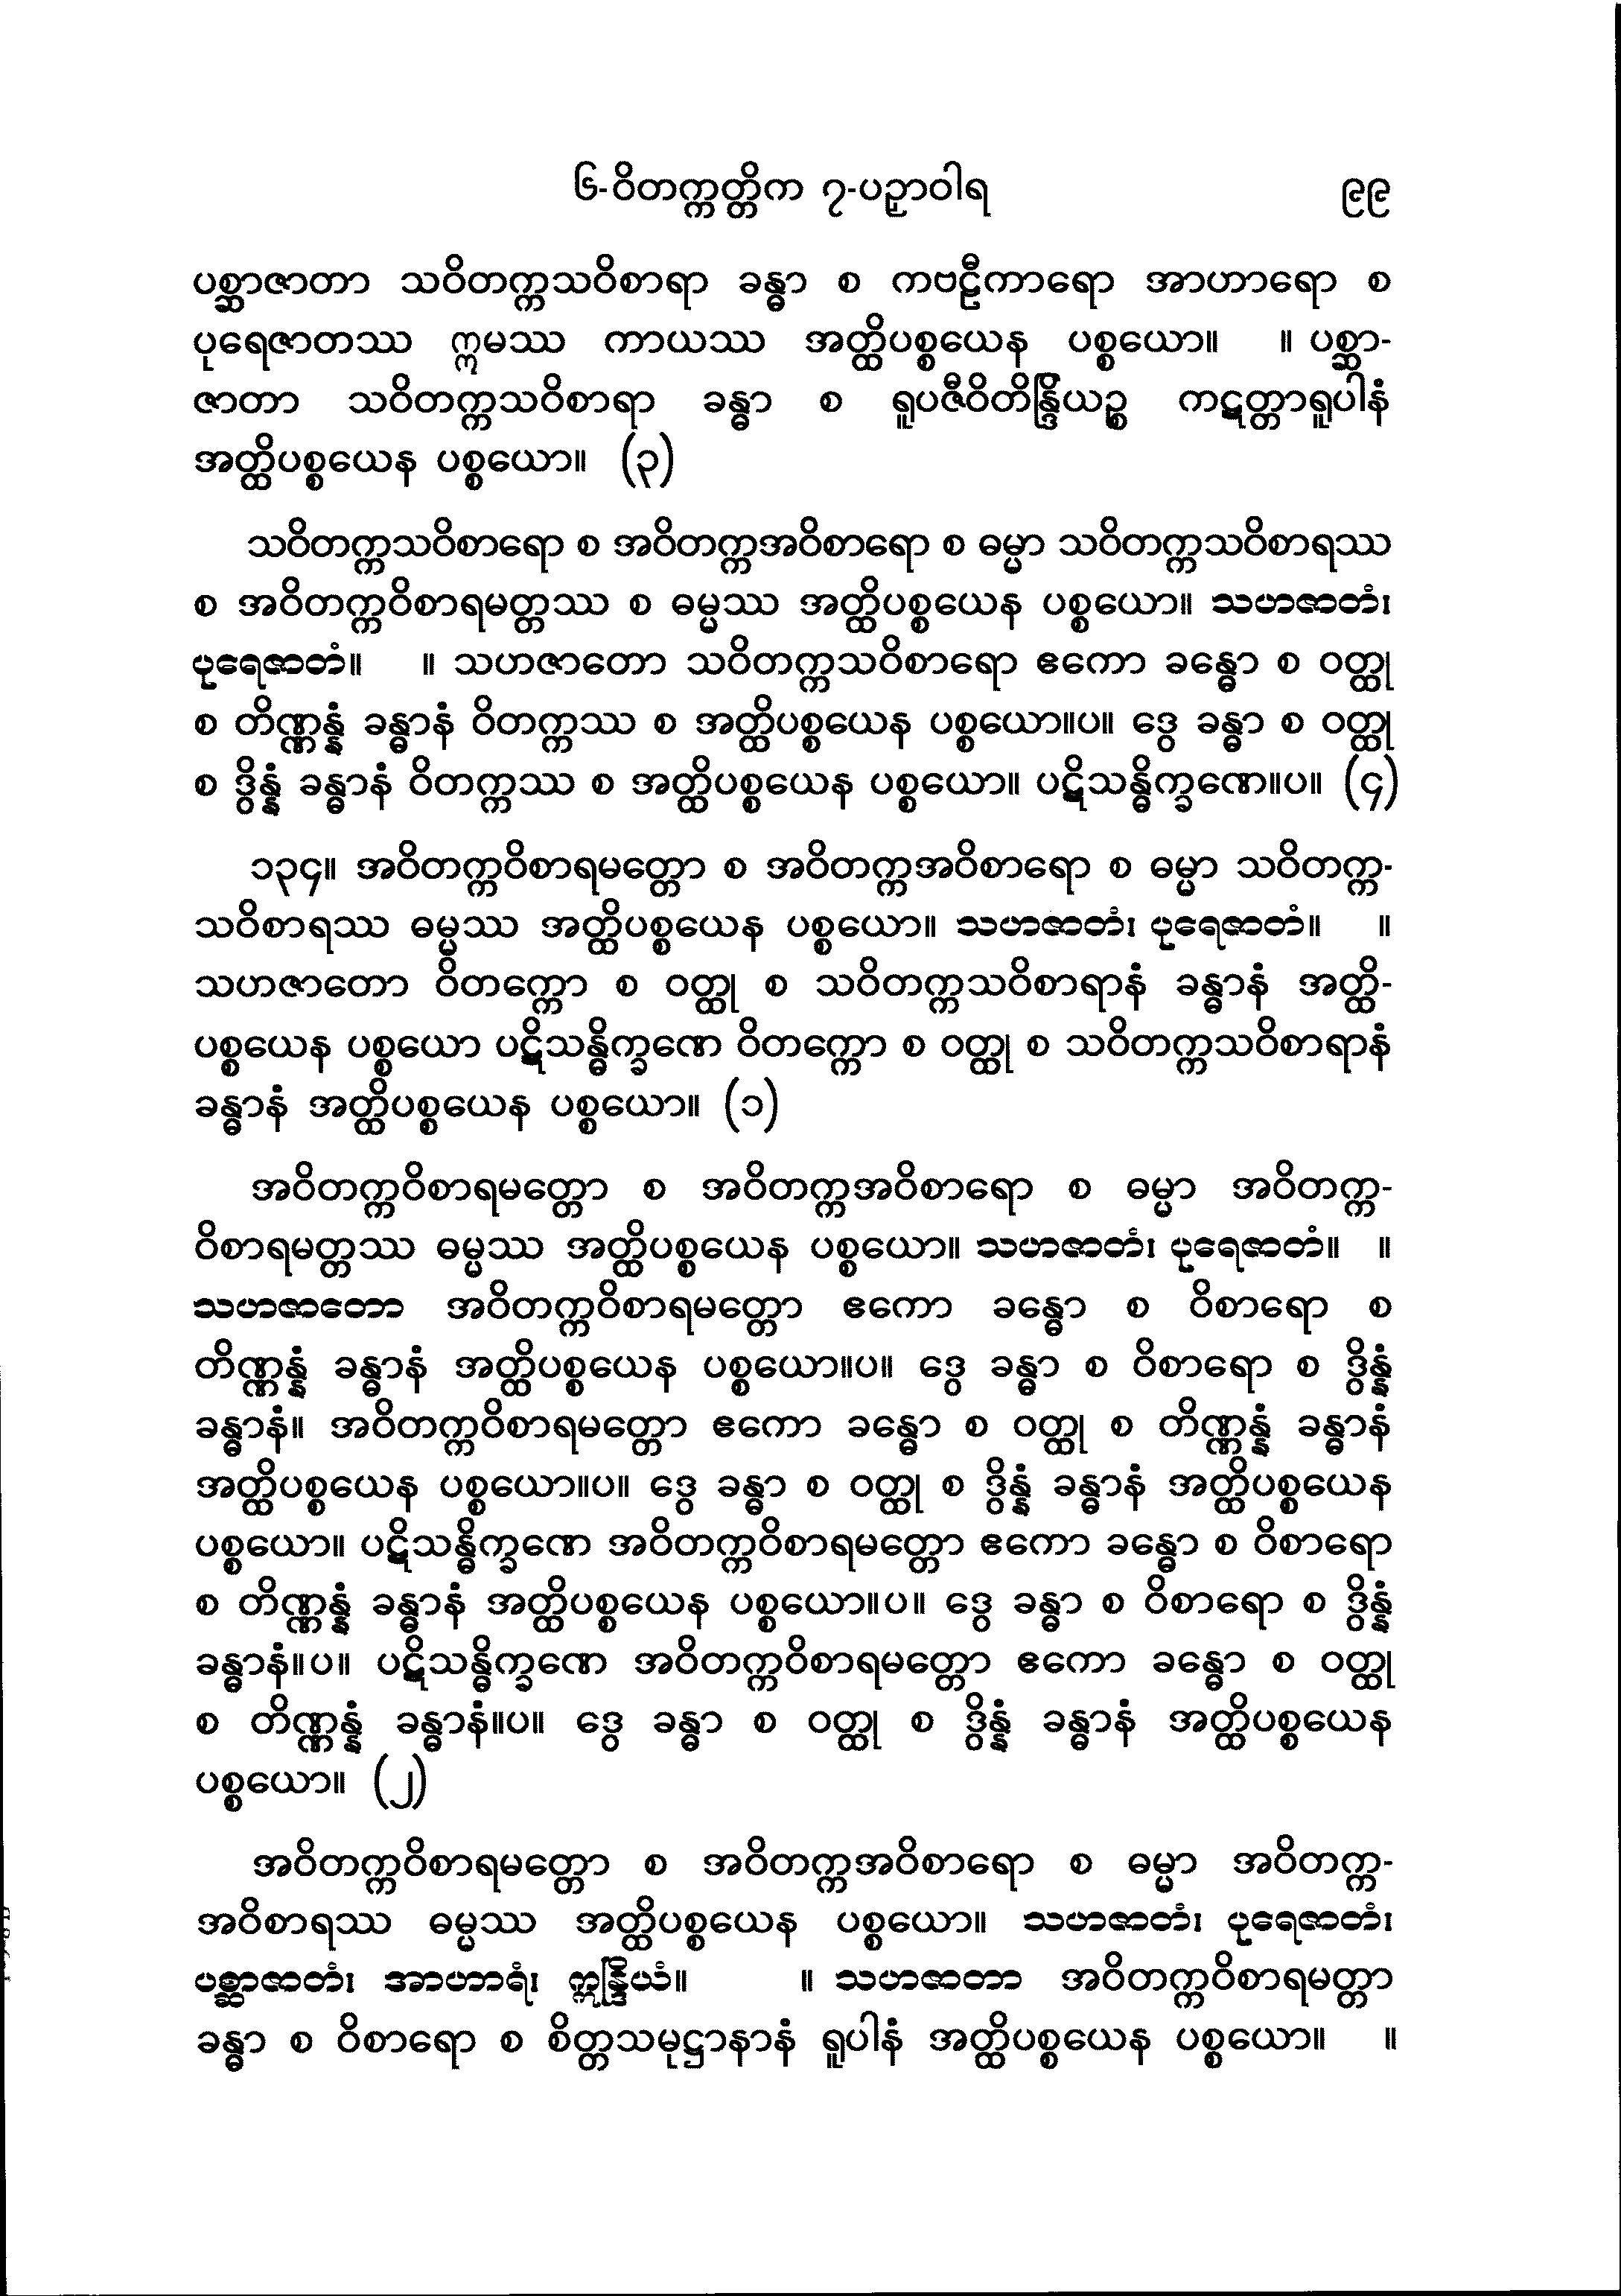 ၆-ဝိတက္ကတ္တိက ၇-ပဉှာဝါရ ၉၉
ပစ္ဆာဇာတာ သဝိတက္ကသဝိစာရာ ခန္ဓာ စ ကဗဠီကာရော အာဟာရော စ
ပုရေဇာတဿ ဣမဿ ကာယဿ အတ္ထိပစ္စယေန ပစ္စယော။ ။ ပစ္ဆာ-
ဇာတာ သဝိတက္ကသဝိစာရာ ခန္ဓာ စ ရူပဇီဝိတိန္ဒြိယဉ္စ ကဋတ္တာရူပါနံ
အတ္ထိပစ္စယေန ပစ္စယော။ (၃)
သဝိတက္ကသဝိစာရော စ အဝိတက္ကအဝိစာရော စ ဓမ္မာ သဝိတက္ကသဝိစာရဿ
စ အဝိတက္ကဝိစာရမတ္တဿ စ ဓမ္မဿ အတ္ထိပစ္စယေန ပစ္စယော။ သဟဇာတံ၊
ပုရေဇာတံ။ ။ သဟဇာတော သဝိတက္ကသဝိစာရော ဧကော ခန္ဓော စ ဝတ္ထု
စ တိဏ္ဏန္နံ ခန္ဓာနံ ဝိတက္ကဿ စ အတ္ထိပစ္စယေန ပစ္စယော။ပ။ ဒွေ ခန္ဓာ စ ဝတ္ထု
စ ဒွိန္နံ ခန္ဓာနံ ဝိတက္ကဿ စ အတ္ထိပစ္စယေန ပစ္စယော။ ပဋိသန္ဓိက္ခဏေ။ပ။ (၄)
၁၃၄။ အဝိတက္ကဝိစာရမတ္တော စ အဝိတက္ကအဝိစာရော စ ဓမ္မာ သဝိတက္က-
သဝိစာရဿ ဓမ္မဿ အတ္ထိပစ္စယေန ပစ္စယော။ သဟဇာတံ၊ ပုရေဇာတံ။ ။
သဟဇာတော ဝိတက္ကော စ ဝတ္ထု စ သဝိတက္ကသဝိစာရာနံ ခန္ဓာနံ အတ္ထိ-
ပစ္စယေန ပစ္စယော ပဋိသန္ဓိက္ခဏေ ဝိတက္ကော စ ဝတ္ထု စ သဝိတက္ကသဝိစာရာနံ
ခန္ဓာနံ အတ္ထိပစ္စယေန ပစ္စယော။ (၁)
အဝိတက္ကဝိစာရမတ္တော စ အဝိတက္ကအဝိစာရော စ ဓမ္မာ အဝိတက္က-
ဝိစာရမတ္တဿ ဓမ္မဿ အတ္ထိပစ္စယေန ပစ္စယော။ သဟဇာတံ၊ ပုရေဇာတံ။ ။
သဟဇာတော အဝိတက္ကဝိစာရမတ္တော ဧကော ခန္ဓော စ ဝိစာရော စ
တိဏ္ဏန္နံ ခန္ဓာနံ အတ္ထိပစ္စယေန ပစ္စယော။ပ။ ဒွေ ခန္ဓာ စ ဝိစာရော စ ဒွိန္နံ
ခန္ဓာနံ။ အဝိတက္ကဝိစာရမတ္တော ဧကော ခန္ဓော စ ဝတ္ထု စ တိဏ္ဏန္နံ ခန္ဓာနံ
အတ္ထိပစ္စယေန ပစ္စယော။ပ။ ဒွေ ခန္ဓာ စ ဝတ္ထု စ ဒွိန္နံ ခန္ဓာနံ အတ္ထိပစ္စယေန
ပစ္စယော။ ပဋိသန္ဓိက္ခဏေ အဝိတက္ကဝိစာရမတ္တော ဧကော ခန္ဓော စ ဝိစာရော
စ တိဏ္ဏန္နံ ခန္ဓာနံ အတ္ထိပစ္စယေန ပစ္စယော။ပ။ ဒွေ ခန္ဓာ စ ဝိစာရော စ ဒွိန္နံ
ခန္ဓာနံ။ပ။ ပဋိသန္ဓိက္ခဏေ အဝိတက္ကဝိစာရမတ္တော ဧကော ခန္ဓော စ ဝတ္ထု
စ တိဏ္ဏန္နံ ခန္ဓာနံ။ပ။ ဒွေ ခန္ဓာ စ ဝတ္ထု စ ဒွိန္နံ ခန္ဓာနံ အတ္ထိပစ္စယေန
ပစ္စယော။ (၂)
အဝိတက္ကဝိစာရမတ္တော စ အဝိတက္ကအဝိစာရော စ ဓမ္မာ အဝိတက္က-
အဝိစာရဿ ဓမ္မဿ အတ္ထိပစ္စယေန ပစ္စယော။ သဟဇာတံ၊ ပုရေဇာတံ၊
ပစ္ဆာဇာတံ၊ အာဟာရံ၊ ဣန္ဒြိယံ။ ။ သဟဇာတာ အဝိတက္ကဝိစာရမတ္တာ
ခန္ဓာ စ ဝိစာရော စ စိတ္တသမုဋ္ဌာနာနံ ရူပါနံ အတ္ထိပစ္စယေန ပစ္စယော။ ။